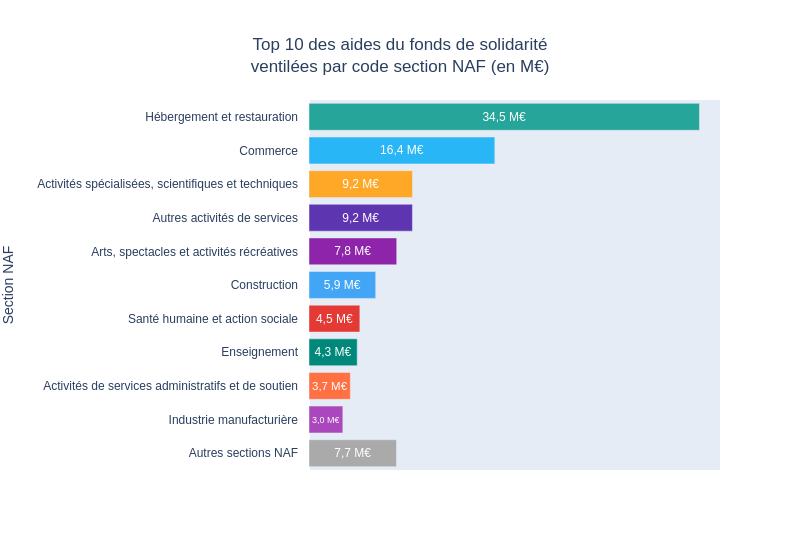 Top 10 des aides du fonds de solidarité
ventilées par code section NAF (en M€)
Section NAF
Hébergement et restauration 34,5 M€
Commerce 16,4 M€
Activités spécialisées, scientifiques et techniques 9,2 M€
Autres activités de services 9,2 M€
Arts, spectacles et activités récréatives 7,8 M€
Construction 5,9 M€
Santé humaine et action sociale 4,5 M€
Enseignement 4,3 M€
Activités de services administratifs et de soutien 3,7 M€
Industrie manufacturière 3,0 M€
Autres sections NAF 7,7 M€